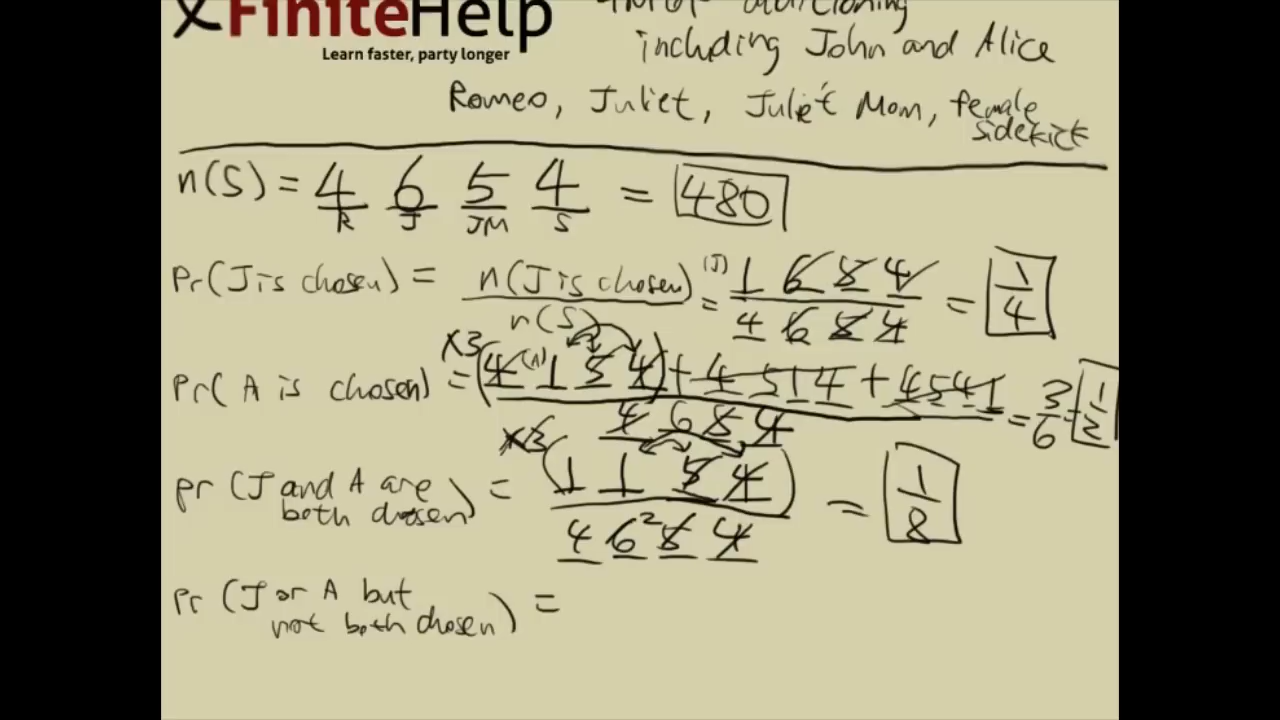 FiniteHelp
Learn faster, party longer
including John and Alice
Romeo, Juliet, Juliet Mom, female sidekick
n(S) = 4 6 5 4 = 480
R J JM S
Pr(J is chosen) = n(J is chosen) / n(S) = (J) 1 6 5 4 / 4 6 5 4 = 1/4
Pr(A is chosen) = x3 (4 (A) 1 5 4) + 4 5 1 4 + 4 5 4 1 / 4 6 5 4 = 3/6 = 1/2
pr (J and A are both chosen) = x3 (1 1 5 4) / 4 6 2 5 4 = 1/8
Pr (J or A but not both chosen) =